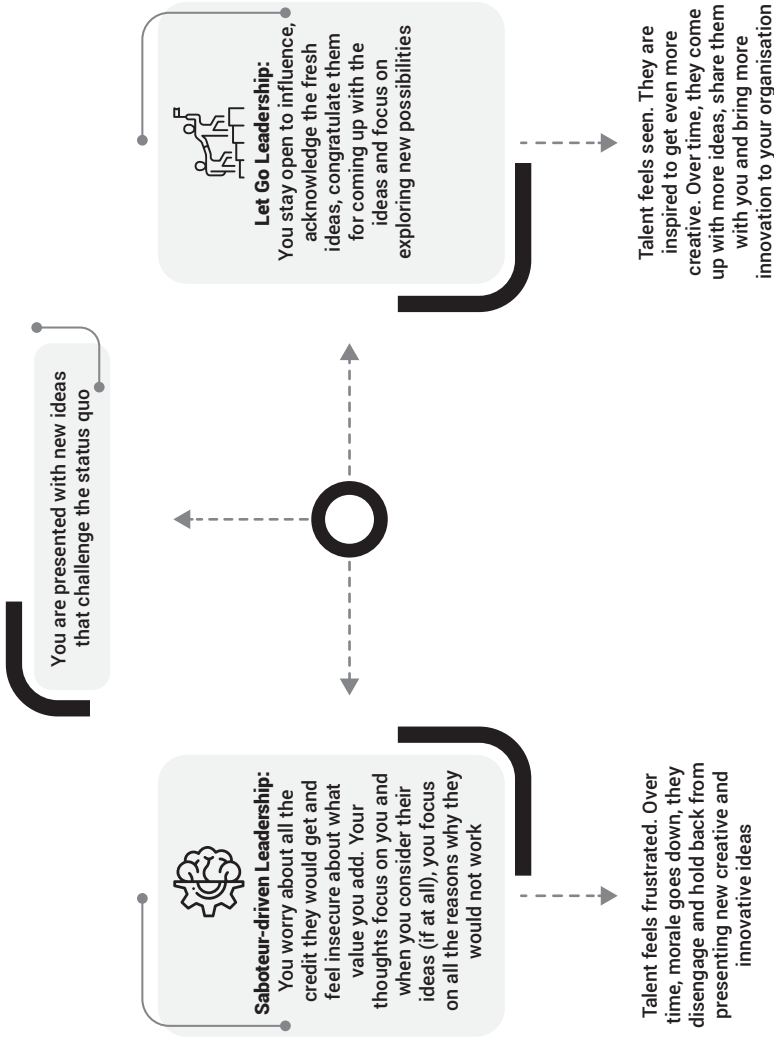 You are presented with new ideas
that challenge the status quo
Saboteur-driven Leadership:
You worry about all the
credit they would get and
feel insecure about what
value you add. Your
thoughts focus on you and
when you consider their
ideas (if at all), you focus
on all the reasons why they
would not work
Let Go Leadership:
You stay open to influence,
acknowledge the fresh
ideas, congratulate them
for coming up with the
ideas and focus on
exploring new possibilities
Talent feels frustrated. Over
time, morale goes down, they
disengage and hold back from
presenting new creative and
innovative ideas
Talent feels seen. They are
inspired to get even more
creative. Over time, they come
up with more ideas, share them
with you and bring more
innovation to your organisation